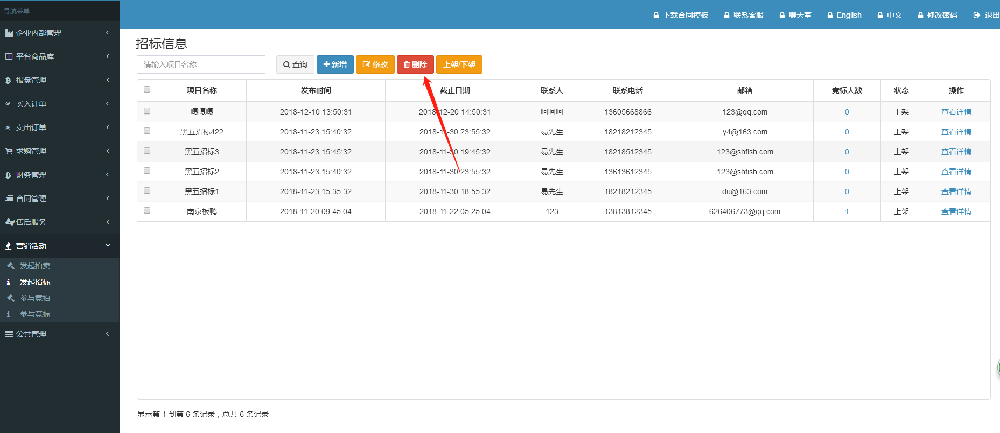 导航菜单
下载合同模板 联系客服 聊天室 English 中文 修改密码 退出
企业内部管理
平台商品库
报盘管理
买入订单
卖出订单
求购管理
财务管理
合同管理
售后服务
营销活动
发起拍卖
发起招标
参与竞拍
参与竞标
公共管理
招标信息
请输入项目名称 查询 新增 修改 删除 上架/下架
项目名称 发布时间 截止日期 联系人 联系电话 邮箱 竞标人数 状态 操作
嘎嘎嘎 2018-12-10 13:50:31 2018-12-20 14:50:31 呵呵呵 13605668866 123@qq.com 0 上架 查看详情
黑五招标422 2018-11-23 15:40:32 2018-11-30 23:55:32 易先生 18218212345 y4@163.com 0 上架 查看详情
黑五招标3 2018-11-23 15:45:32 2018-11-30 19:45:32 易先生 18218512345 123@shfish.com 0 上架 查看详情
黑五招标2 2018-11-23 15:40:32 2018-11-30 23:55:32 易先生 13613612345 123@shfish.com 0 上架 查看详情
黑五招标1 2018-11-23 15:35:32 2018-11-30 18:55:32 易先生 18218212345 du@163.com 0 上架 查看详情
南京板鸭 2018-11-20 09:45:04 2018-11-22 05:25:04 123 13813812345 626406773@qq.com 1 上架 查看详情
显示第 1 到第 6 条记录，总共 6 条记录